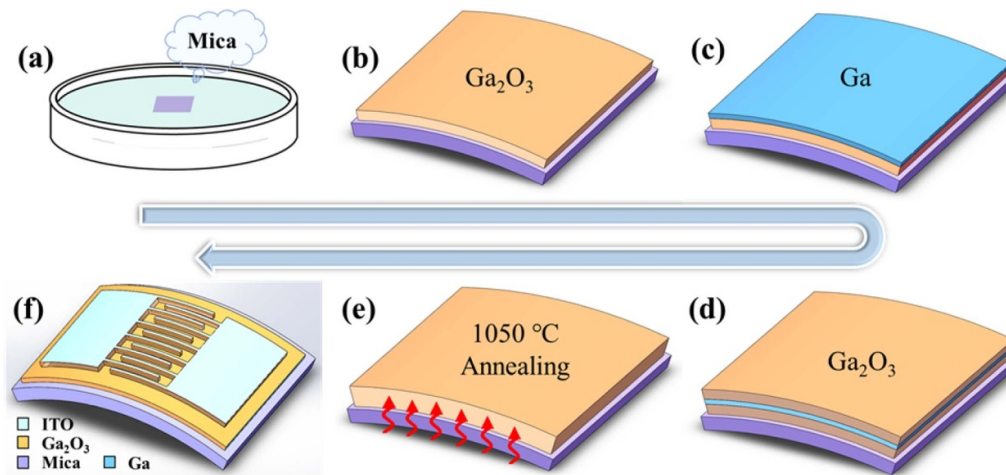 (a)
Mica
(b)
Ga₂O₃
(c)
Ga
(f)
ITO
Ga₂O₃
Mica
Ga
(e)
1050 ℃
Annealing
(d)
Ga₂O₃